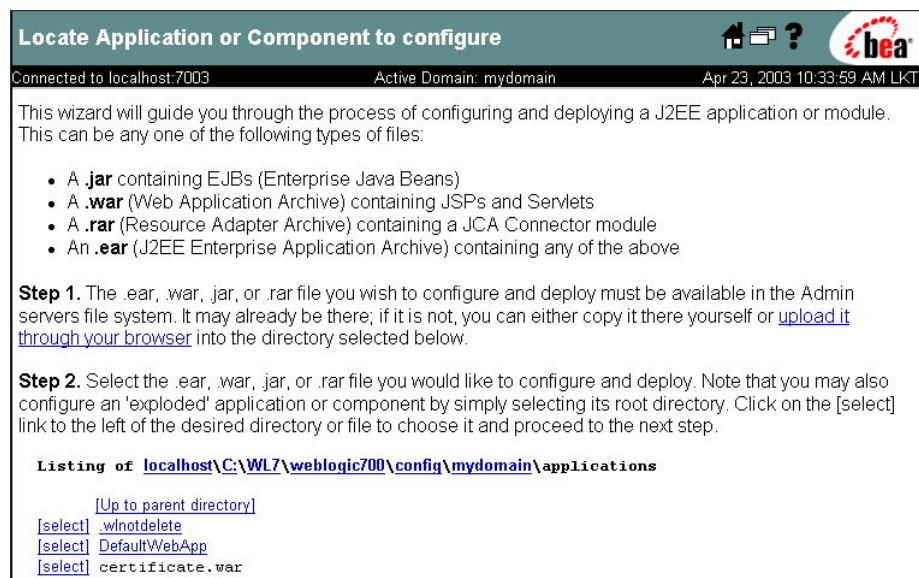 Locate Application or Component to configure
? bea
Connected to localhost:7003 Active Domain: mydomain Apr 23, 2003 10:33:59 AM LKT
This wizard will guide you through the process of configuring and deploying a J2EE application or module.
This can be any one of the following types of files:
• A .jar containing EJBs (Enterprise Java Beans)
• A .war (Web Application Archive) containing JSPs and Servlets
• A .rar (Resource Adapter Archive) containing a JCA Connector module
• An .ear (J2EE Enterprise Application Archive) containing any of the above
Step 1. The .ear, .war, .jar, or .rar file you wish to configure and deploy must be available in the Admin
servers file system. It may already be there; if it is not, you can either copy it there yourself or upload it
through your browser into the directory selected below.
Step 2. Select the .ear, .war, .jar, or .rar file you would like to configure and deploy. Note that you may also
configure an 'exploded' application or component by simply selecting its root directory. Click on the [select]
link to the left of the desired directory or file to choose it and proceed to the next step.
Listing of localhost\C:\WL7\weblogic700\config\mydomain\applications
[Up to parent directory]
[select] .wlnotdelete
[select] DefaultWebApp
[select] certificate.war